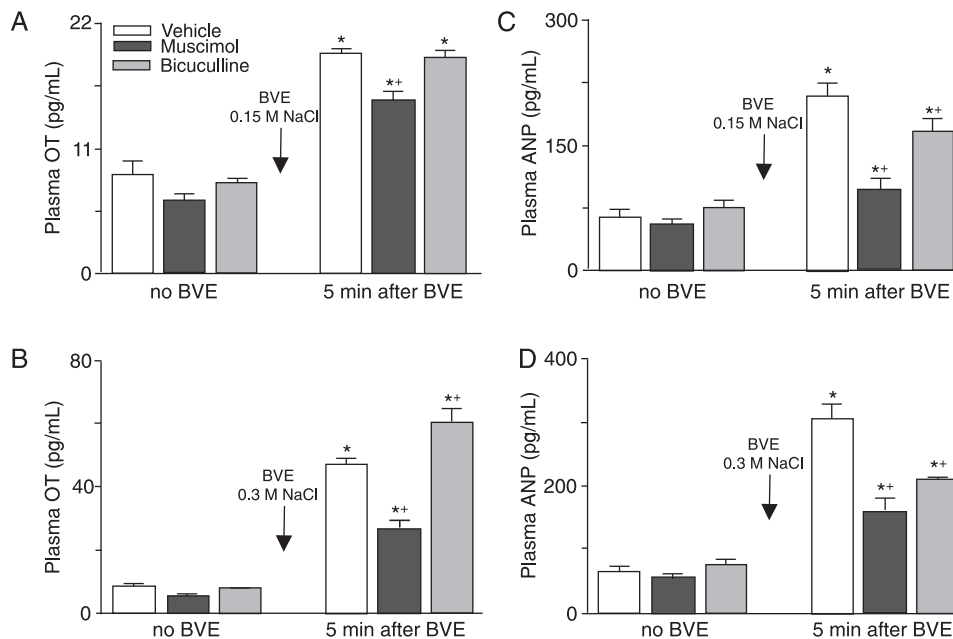 A
Plasma OT (pg/mL)
22
11
0
Vehicle
Muscimol
Bicuculline
BVE
0.15 M NaCl
*
*+
*
no BVE
5 min after BVE
C
Plasma ANP (pg/mL)
300
150
0
BVE
0.15 M NaCl
*
*+
*+
no BVE
5 min after BVE
B
Plasma OT (pg/mL)
80
40
0
BVE
0.3 M NaCl
*
*+
*+
no BVE
5 min after BVE
D
Plasma ANP (pg/mL)
400
200
0
BVE
0.3 M NaCl
*
*+
*+
no BVE
5 min after BVE